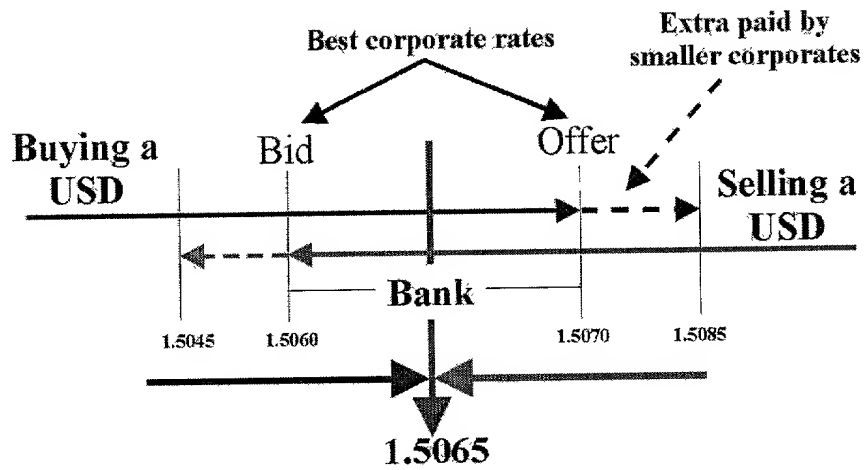 Best corporate rates
Extra paid by
smaller corporates
Buying a
USD
Bid
Offer
Selling a
USD
Bank
1.5045
1.5060
1.5070
1.5085
1.5065